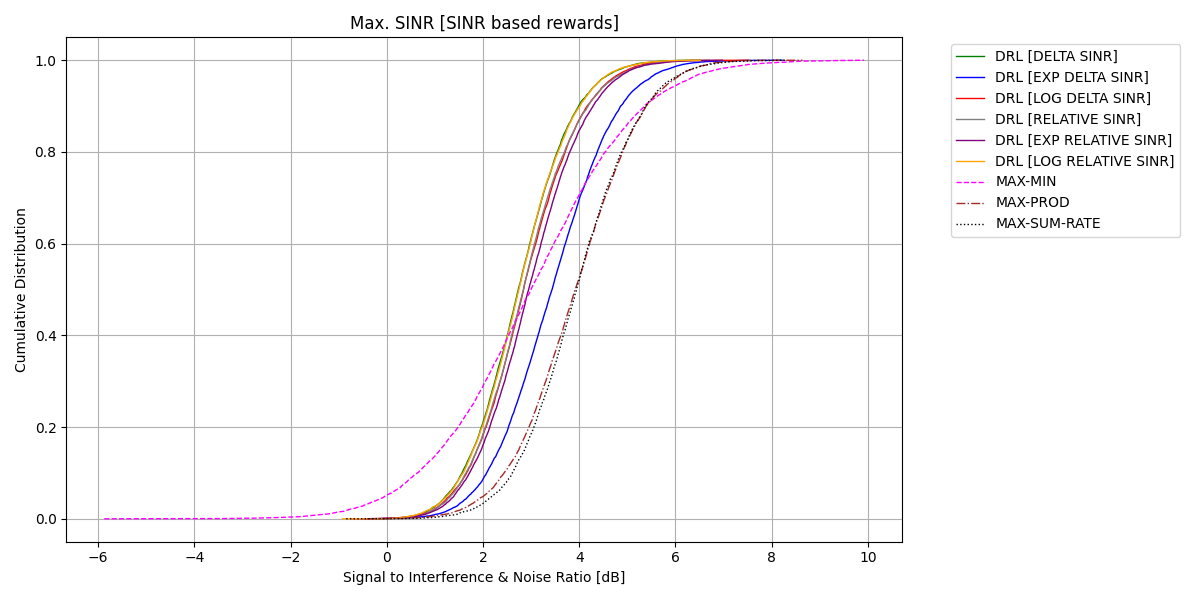 Max. SINR [SINR based rewards]
Cumulative Distribution
1.0
0.8
0.6
0.4
0.2
0.0
−6
−4
−2
0
2
4
6
8
10
Signal to Interference & Noise Ratio [dB]
DRL [DELTA SINR]
DRL [EXP DELTA SINR]
DRL [LOG DELTA SINR]
DRL [RELATIVE SINR]
DRL [EXP RELATIVE SINR]
DRL [LOG RELATIVE SINR]
MAX-MIN
MAX-PROD
MAX-SUM-RATE